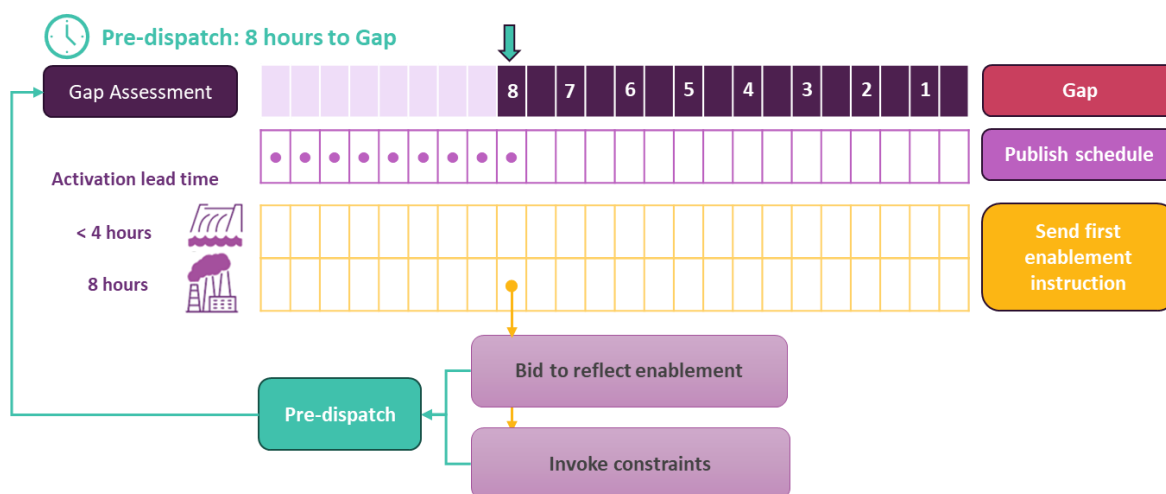 Pre-dispatch: 8 hours to Gap
Gap Assessment
8 7 6 5 4 3 2 1
Gap
Publish schedule
Activation lead time
< 4 hours
8 hours
Send first
enablement
instruction
Bid to reflect enablement
Pre-dispatch
Invoke constraints